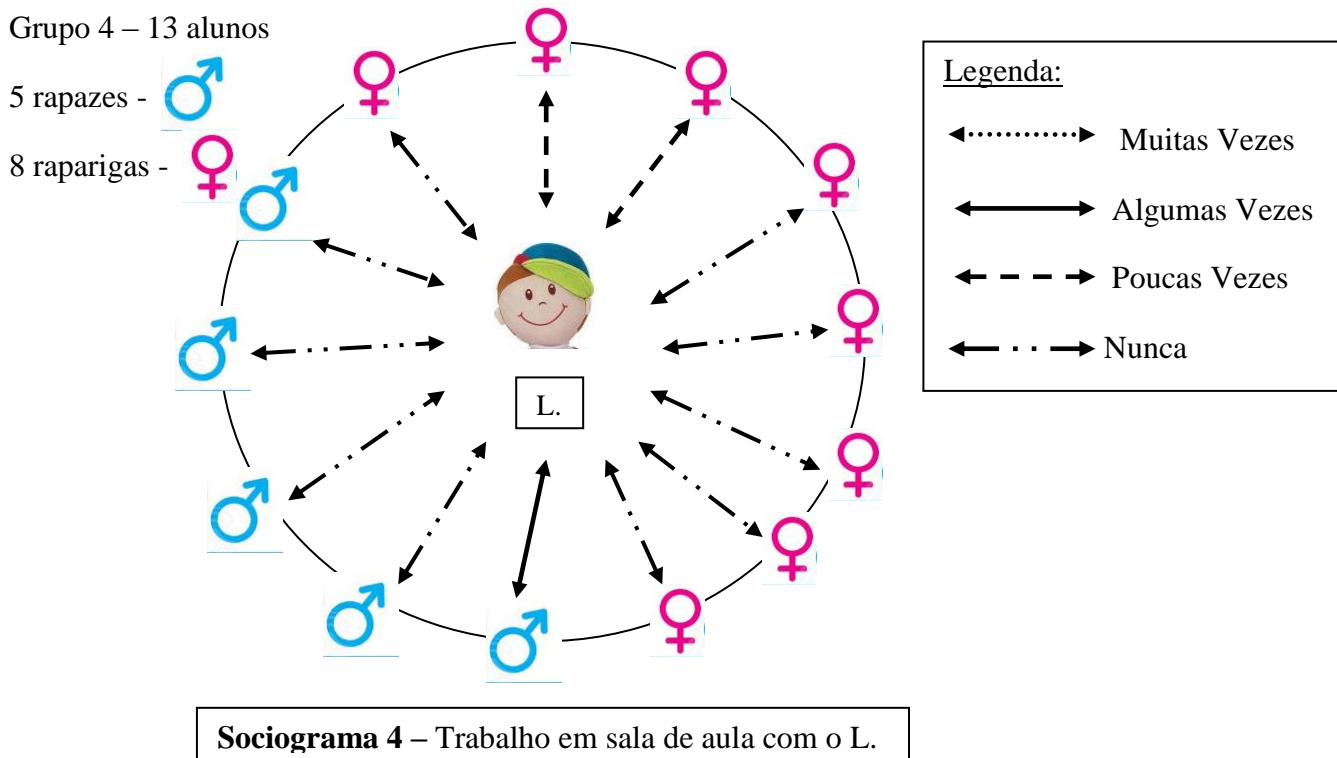 Grupo 4 – 13 alunos
5 rapazes -
8 raparigas -
Legenda:
Muitas Vezes
Algumas Vezes
Poucas Vezes
Nunca
L.
Sociograma 4 – Trabalho em sala de aula com o L.